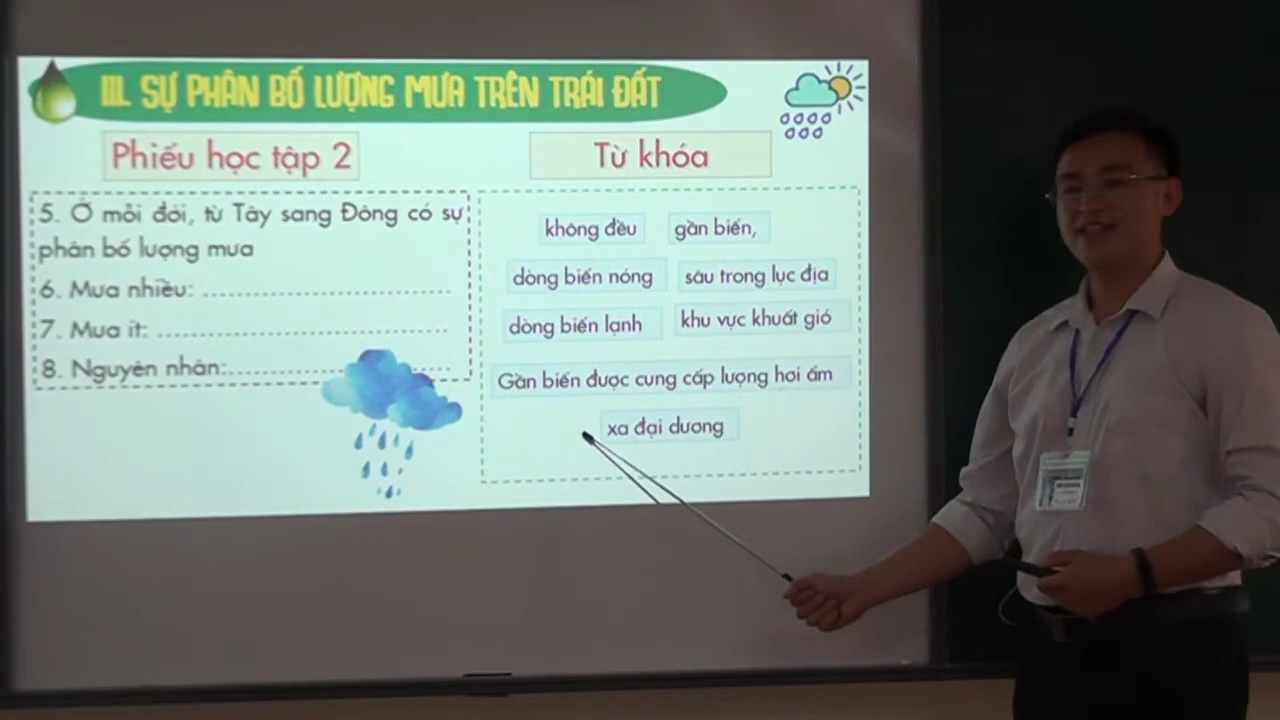 III. SỰ PHÂN BỐ LƯỢNG MƯA TRÊN TRÁI ĐẤT
Phiếu học tập 2
5. Ở mỗi đới, từ Tây sang Đông có sự
phân bố lượng mưa
6. Mưa nhiều: ......................................
7. Mưa ít: ............................................
8. Nguyên nhân:..................................
Từ khóa
không đều
gần biển,
dòng biển nóng
sâu trong lục địa
dòng biển lạnh
khu vực khuất gió
Gần biển được cung cấp lượng hơi ẩm
xa đại dương